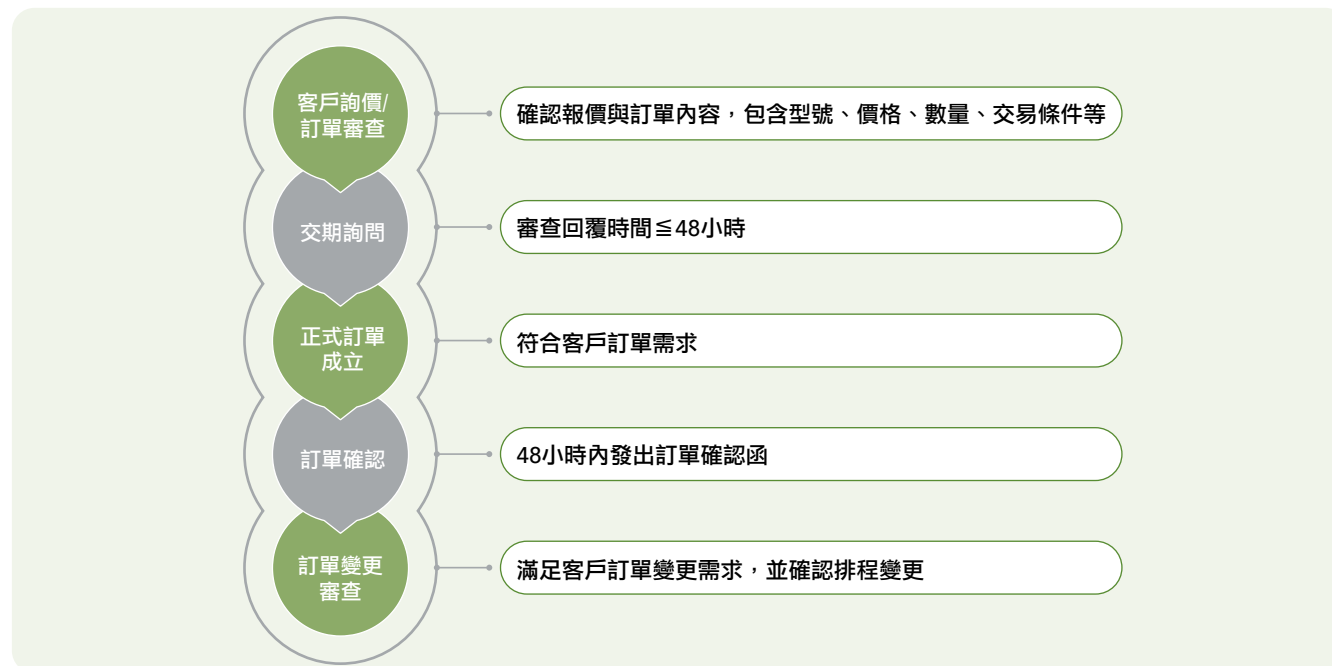 客戶詢價/
訂單審查
確認報價與訂單內容，包含型號、價格、數量、交易條件等
交期詢問
審查回覆時間≦48小時
正式訂單
成立
符合客戶訂單需求
訂單確認
48小時內發出訂單確認函
訂單變更
審查
滿足客戶訂單變更需求，並確認排程變更